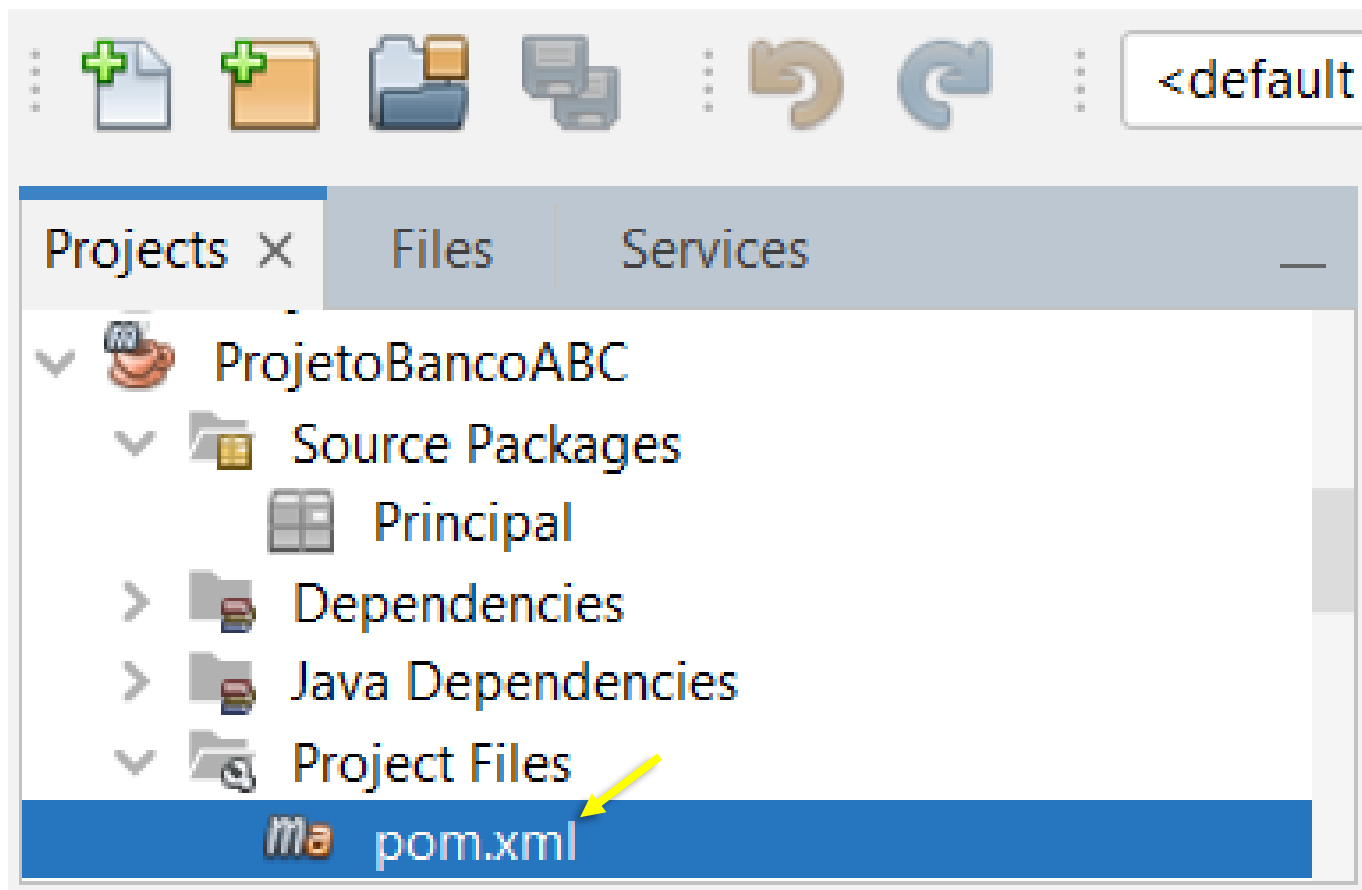 <default
Projects Files Services
ProjetoBancoABC
Source Packages
Principal
Dependencies
Java Dependencies
Project Files
pom.xml